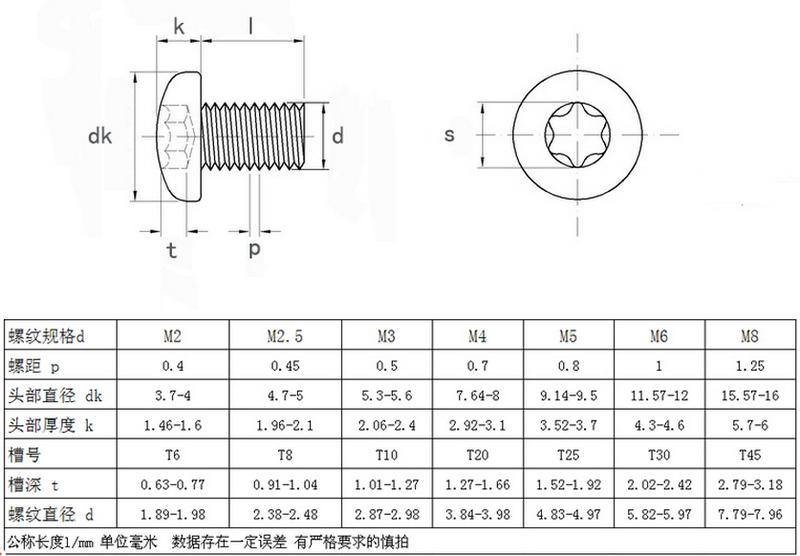 k l
dk d s
t p
螺纹规格d M2 M2.5 M3 M4 M5 M6 M8
螺距 p 0.4 0.45 0.5 0.7 0.8 1 1.25
头部直径 dk 3.7-4 4.7-5 5.3-5.6 7.64-8 9.14-9.5 11.57-12 15.57-16
头部厚度 k 1.46-1.6 1.96-2.1 2.06-2.4 2.92-3.1 3.52-3.7 4.3-4.6 5.7-6
槽号 T6 T8 T10 T20 T25 T30 T45
槽深 t 0.63-0.77 0.91-1.04 1.01-1.27 1.27-1.66 1.52-1.92 2.02-2.42 2.79-3.18
螺纹直径 d 1.89-1.98 2.38-2.48 2.87-2.98 3.84-3.98 4.83-4.97 5.82-5.97 7.79-7.96
公称长度l/mm 单位毫米 数据存在一定误差 有严格要求的慎拍